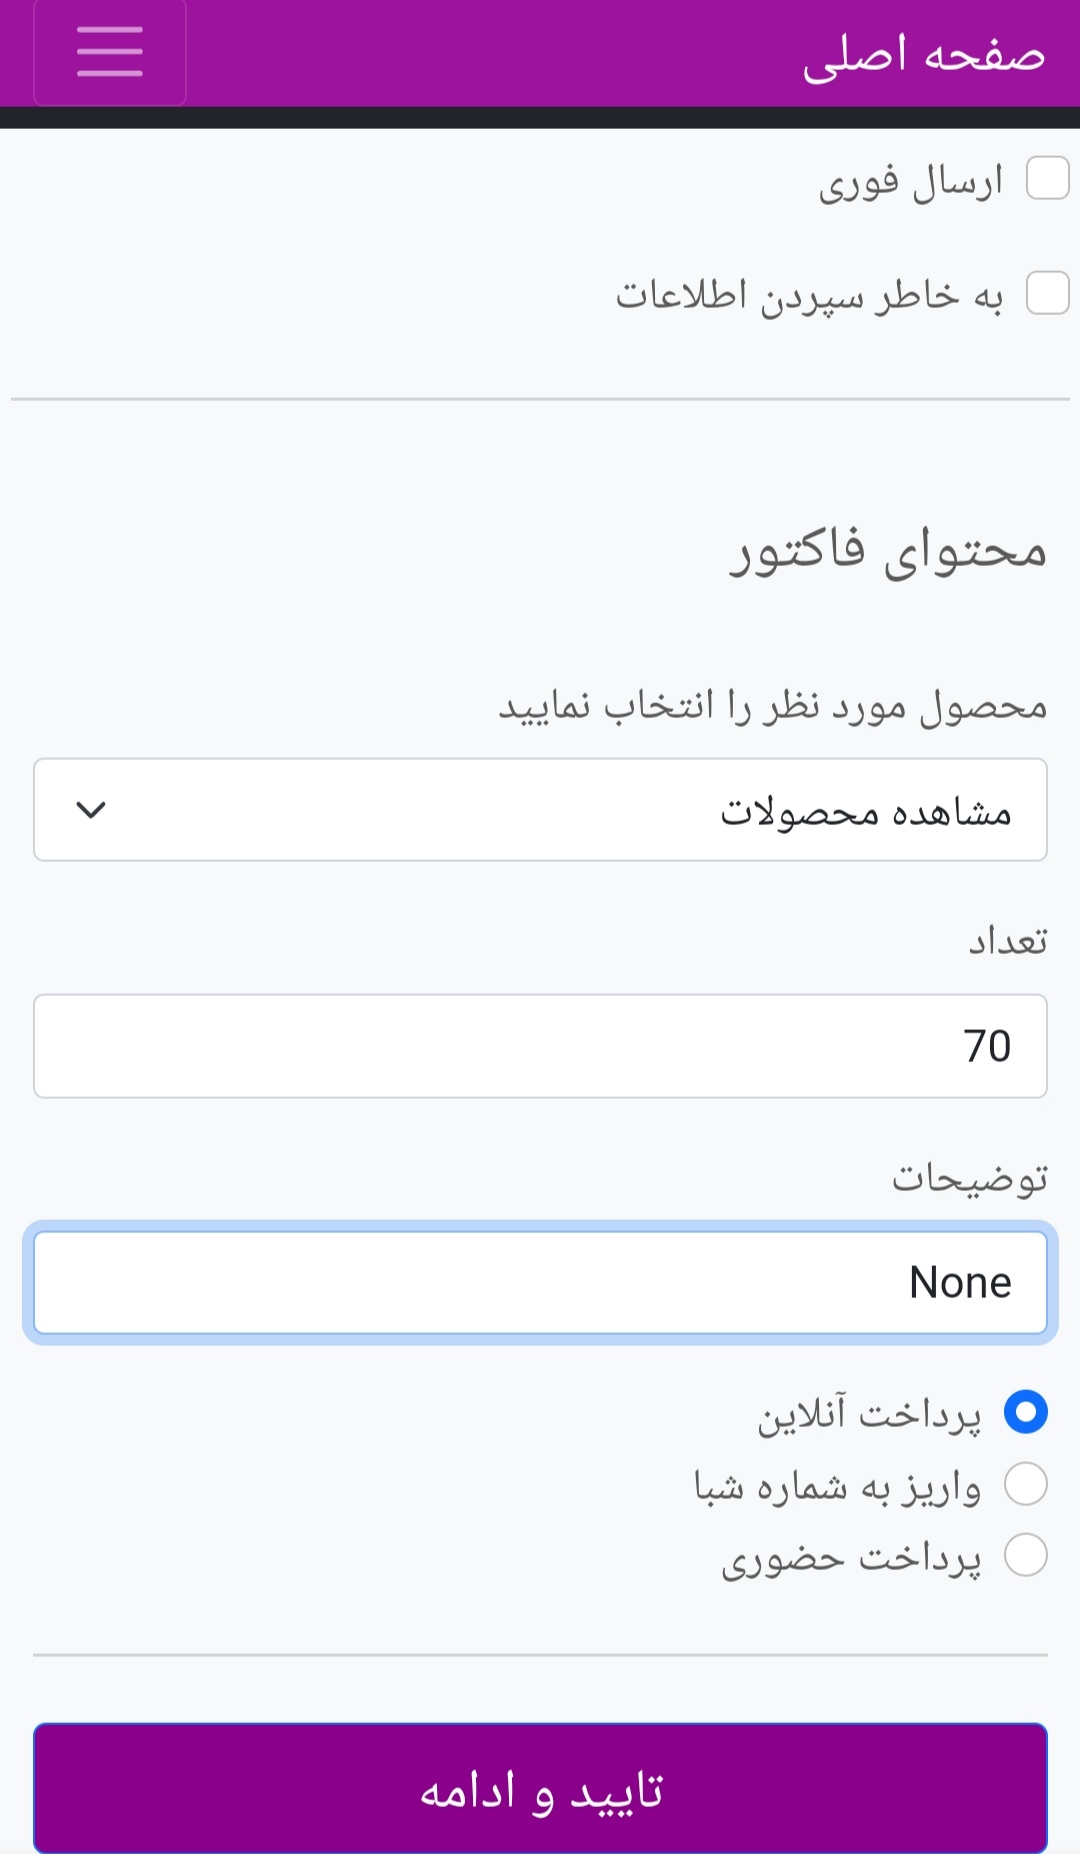 صفحه اصلی
ارسال فوری
به خاطر سپردن اطلاعات
محتوای فاکتور
محصول مورد نظر را انتخاب نمایید
مشاهده محصولات
تعداد
70
توضیحات
None
پرداخت آنلاین
واریز به شماره شبا
پرداخت حضوری
تایید و ادامه